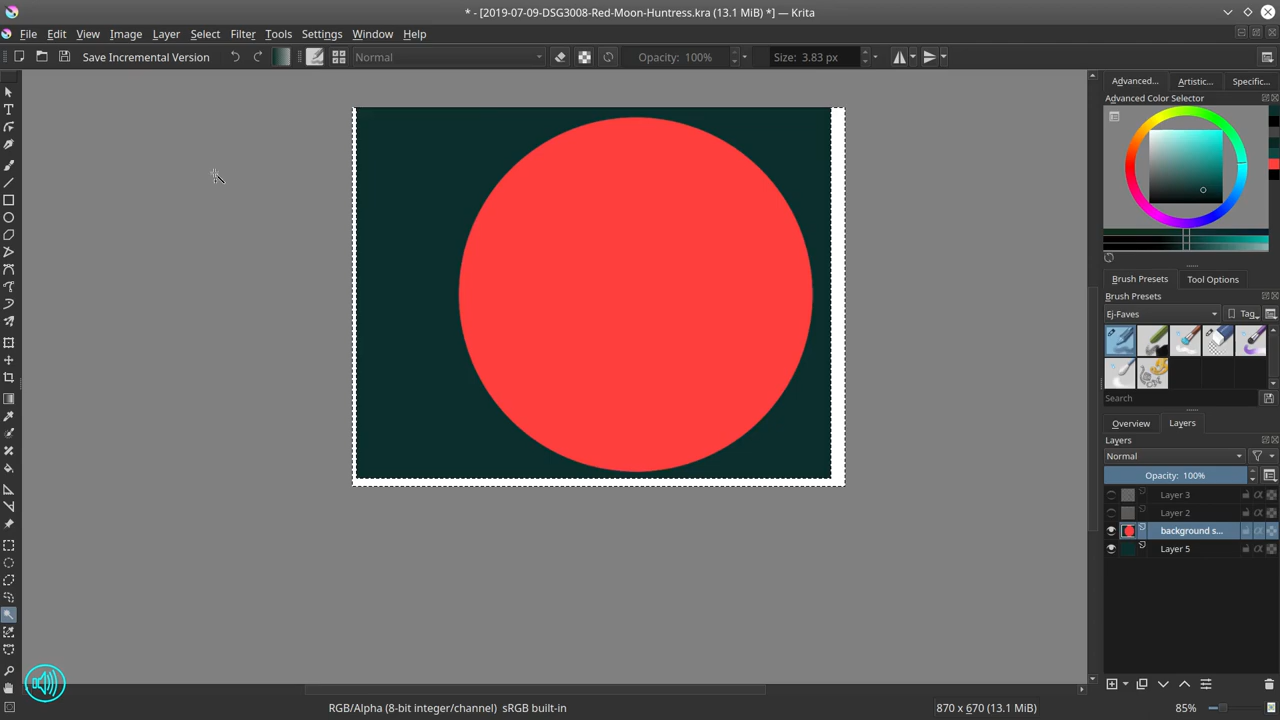 * - [2019-07-09-DSG3008-Red-Moon-Huntress.kra (13.1 MiB) *] — Krita
File Edit View Image Layer Select Filter Tools Settings Window Help
Save Incremental Version Normal Opacity: 100% Size: 3.83 px
Advanced... Artistic... Specific...
Advanced Color Selector
Brush Presets Tool Options
Brush Presets
Ej-Faves Tag
Search
Overview Layers
Layers
Normal
Opacity: 100%
Layer 3
Layer 2
background s...
Layer 5
RGB/Alpha (8-bit integer/channel) sRGB built-in 870 x 670 (13.1 MiB) 85%